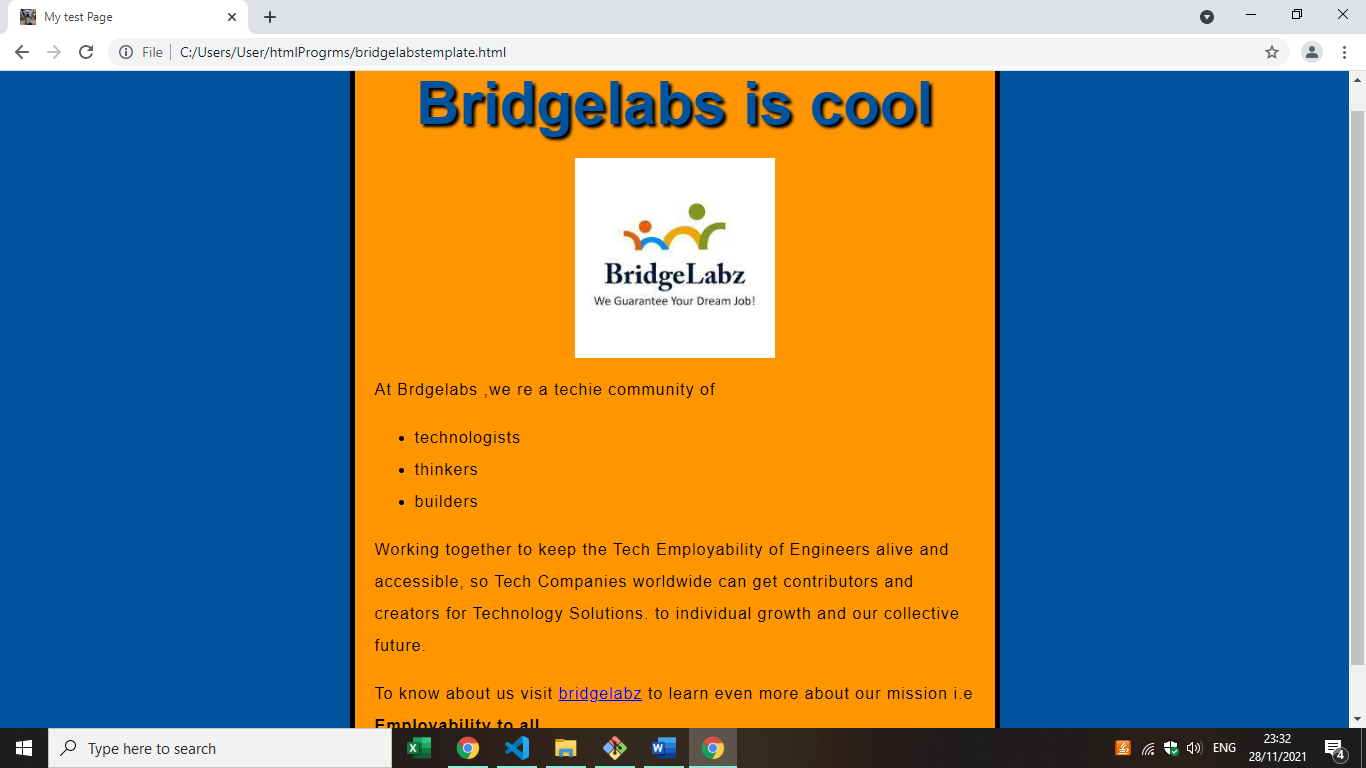 My test Page
File
C:/Users/User/htmlProgrms/bridgelabstemplate.html
Bridgelabs is cool
BridgeLabz
We Guarantee Your Dream Job!
At Brdgelabs ,we re a techie community of
• technologists
• thinkers
• builders
Working together to keep the Tech Employability of Engineers alive and
accessible, so Tech Companies worldwide can get contributors and
creators for Technology Solutions. to individual growth and our collective
future.
To know about us visit bridgelabz to learn even more about our mission i.e
Employability to all
Type here to search
ENG
23:32
28/11/2021
4